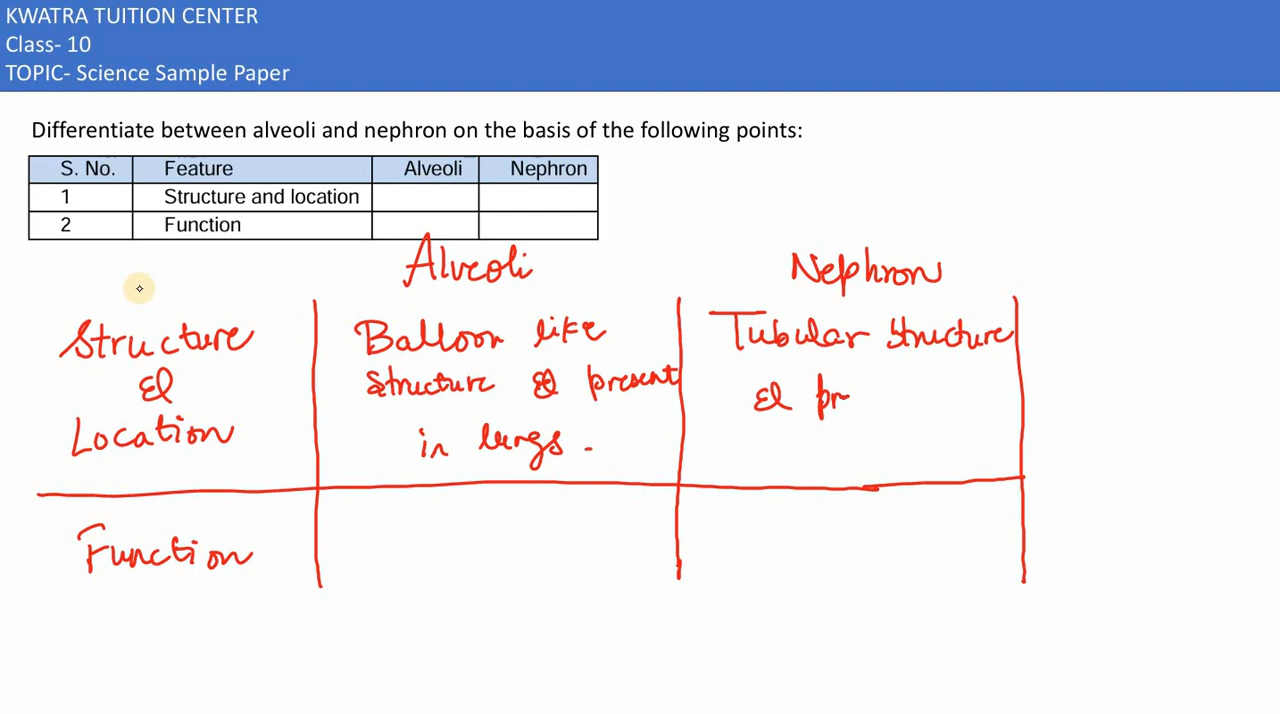 KWATRA TUITION CENTER
Class- 10
TOPIC- Science Sample Paper
Differentiate between alveoli and nephron on the basis of the following points:
S. No. Feature Alveoli Nephron
1 Structure and location
2 Function
Alveoli Nephron
Structure
&
Location
Balloon like
structure & present
in lungs.
Tubular structure
& pr
Function